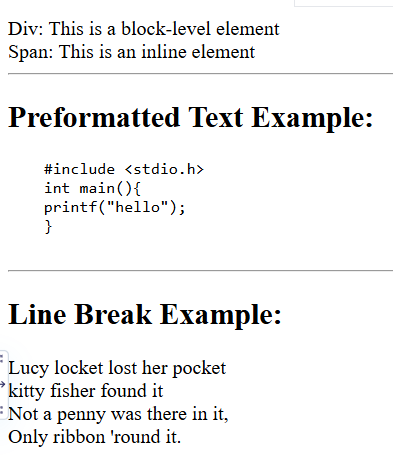 Div: This is a block-level element
Span: This is an inline element
Preformatted Text Example:
#include <stdio.h>
int main(){
printf("hello");
}
Line Break Example:
Lucy locket lost her pocket
kitty fisher found it
Not a penny was there in it,
Only ribbon 'round it.